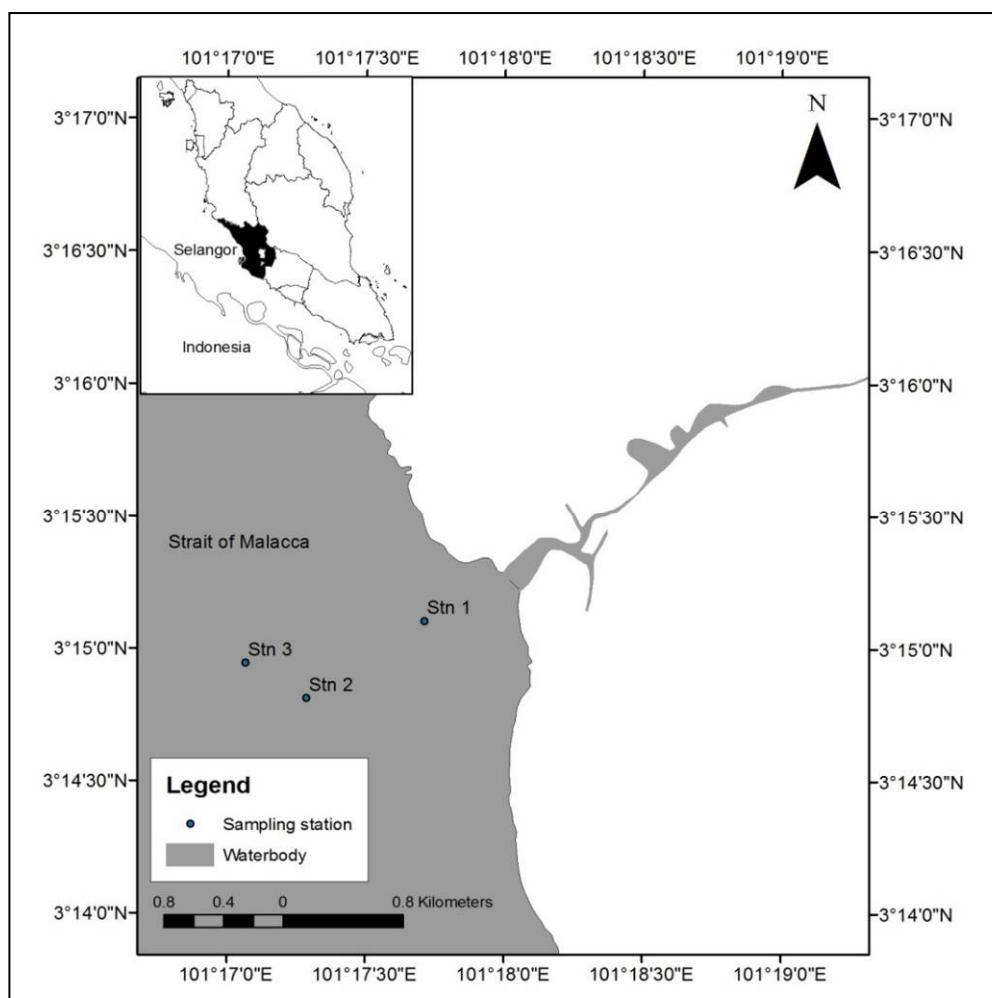 101°17'0"E 101°17'30"E 101°18'0"E 101°18'30"E 101°19'0"E
N
3°17'0"N 3°17'0"N
3°16'30"N 3°16'30"N
Selangor
Indonesia
3°16'0"N 3°16'0"N
3°15'30"N 3°15'30"N
Strait of Malacca
Stn 1
3°15'0"N 3°15'0"N
Stn 3
Stn 2
3°14'30"N 3°14'30"N
Legend
Sampling station
Waterbody
0.8 0.4 0 0.8 Kilometers
3°14'0"N 3°14'0"N
101°17'0"E 101°17'30"E 101°18'0"E 101°18'30"E 101°19'0"E